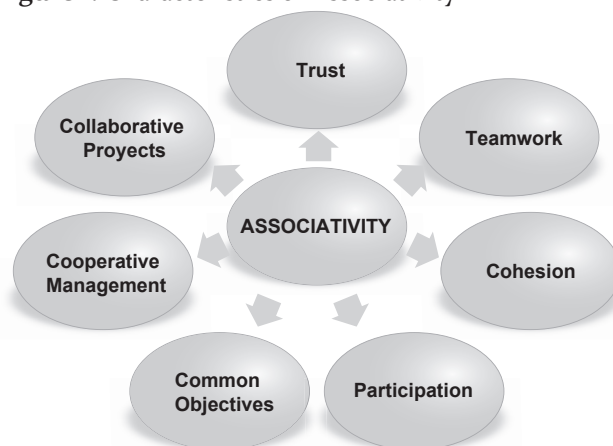 Trust
Collaborative
Proyects
Teamwork
ASSOCIATIVITY
Cooperative
Management
Cohesion
Common
Objectives
Participation